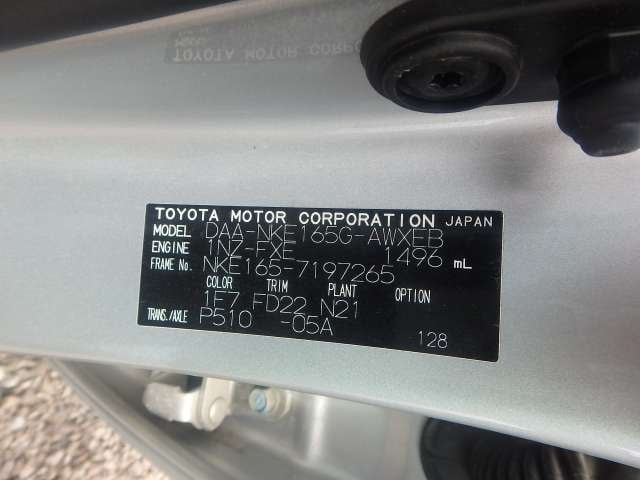 TOYOTA MOTOR CORPORATION JAPAN
MODEL DAA-NKE165G-AWXEB
ENGINE 1NZ-FXE 1496 mL
FRAME No. NKE165-7197265
COLOR TRIM PLANT OPTION
1F7 FD22 N21
TRANS./AXLE P510 -05A
128